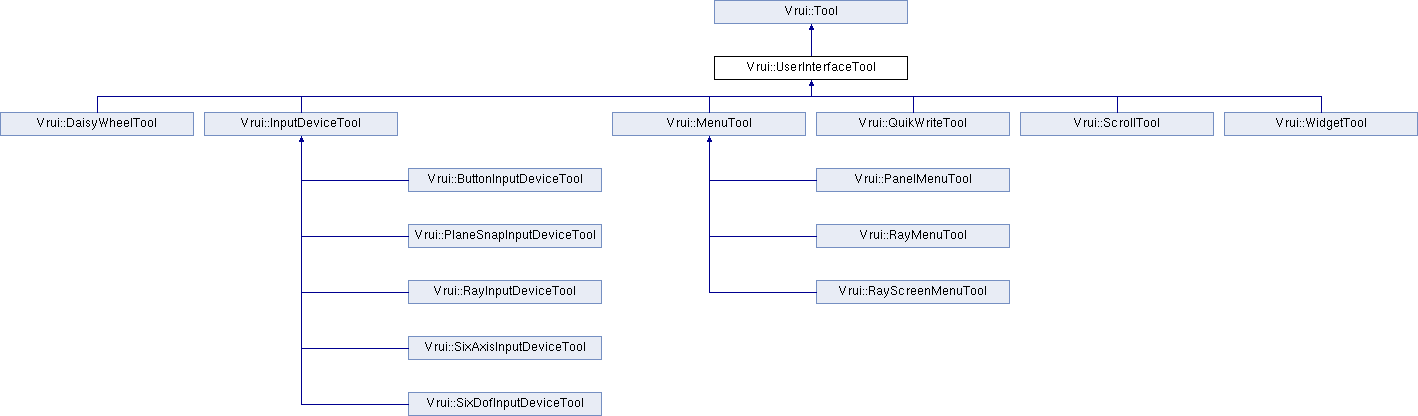 Vrui::Tool
Vrui::UserInterfaceTool
Vrui::DaisyWheelTool
Vrui::InputDeviceTool
Vrui::MenuTool
Vrui::QuikWriteTool
Vrui::ScrollTool
Vrui::WidgetTool
Vrui::ButtonInputDeviceTool
Vrui::PanelMenuTool
Vrui::PlaneSnapInputDeviceTool
Vrui::RayMenuTool
Vrui::RayInputDeviceTool
Vrui::RayScreenMenuTool
Vrui::SixAxisInputDeviceTool
Vrui::SixDofInputDeviceTool